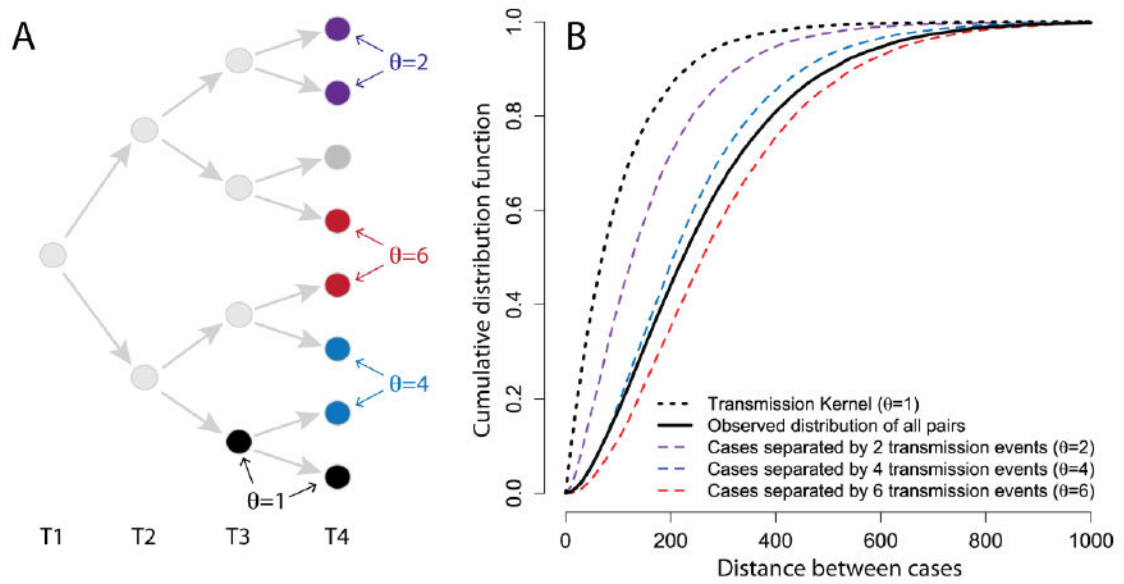 A
θ=2
θ=6
θ=4
θ=1
T1
T2
T3
T4
B
Cumulative distribution function
1.0
0.8
0.6
0.4
0.2
0.0
Transmission Kernel (θ=1)
Observed distribution of all pairs
Cases separated by 2 transmission events (θ=2)
Cases separated by 4 transmission events (θ=4)
Cases separated by 6 transmission events (θ=6)
0
200
400
600
800
1000
Distance between cases